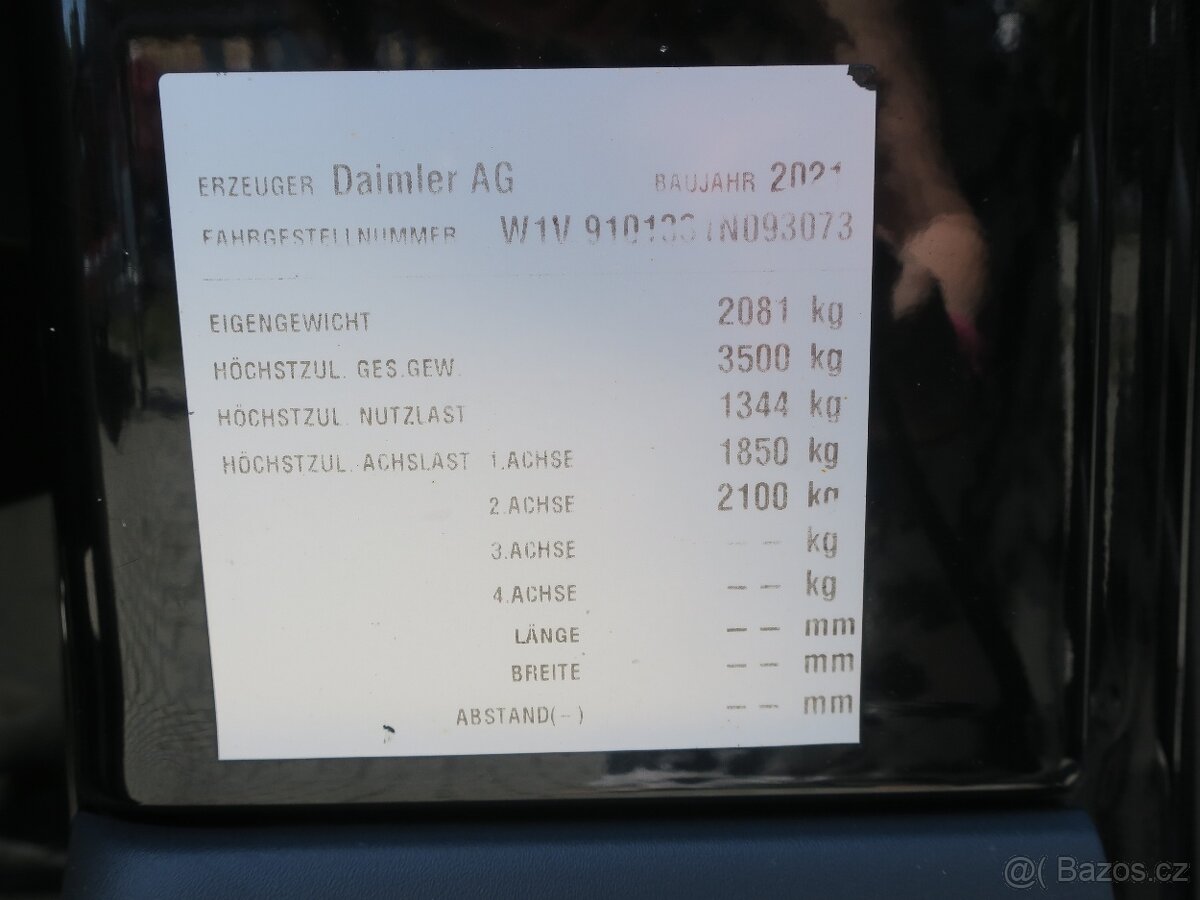 ERZEUGER Daimler AG BAUJAHR 2021
FAHRGESTELLNUMMER W1V
EIGENGEWICHT 2081 kg
HÖCHSTZUL. GES.GEW. 3500 kg
HÖCHSTZUL. NUTZLAST 1344 kg
HÖCHSTZUL. ACHSLAST 1.ACHSE 1850 kg
2.ACHSE 2100 kg
3.ACHSE -- kg
4.ACHSE -- kg
LÄNGE -- mm
BREITE -- mm
ABSTAND(-) -- mm
@( Bazos.cz